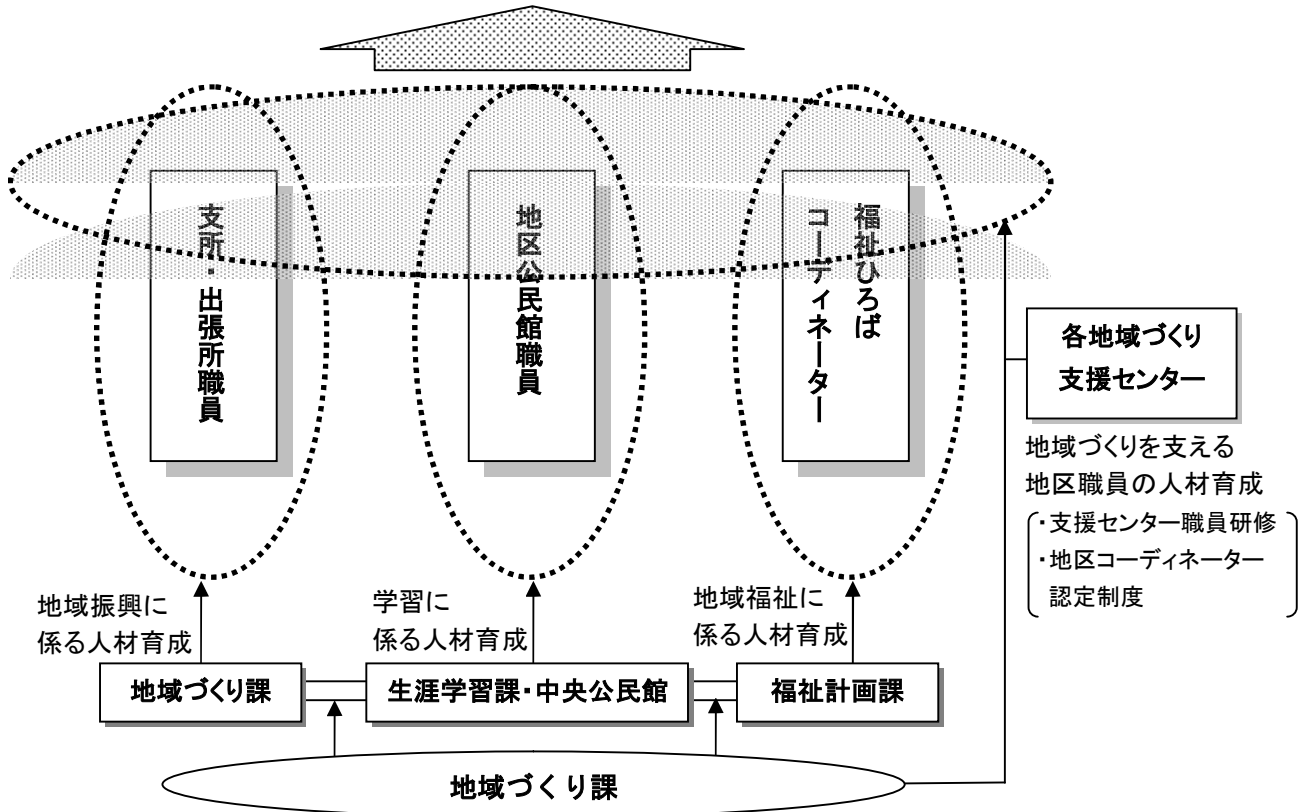 支所・出張所職員
地区公民館職員
福祉ひろば
コーディネーター
各地域づくり
支援センター
地域づくりを支える
地区職員の人材育成
・支援センター職員研修
・地区コーディネーター
認定制度
地域振興に
係る人材育成
学習に
係る人材育成
地域福祉に
係る人材育成
地域づくり課
生涯学習課・中央公民館
福祉計画課
地域づくり課